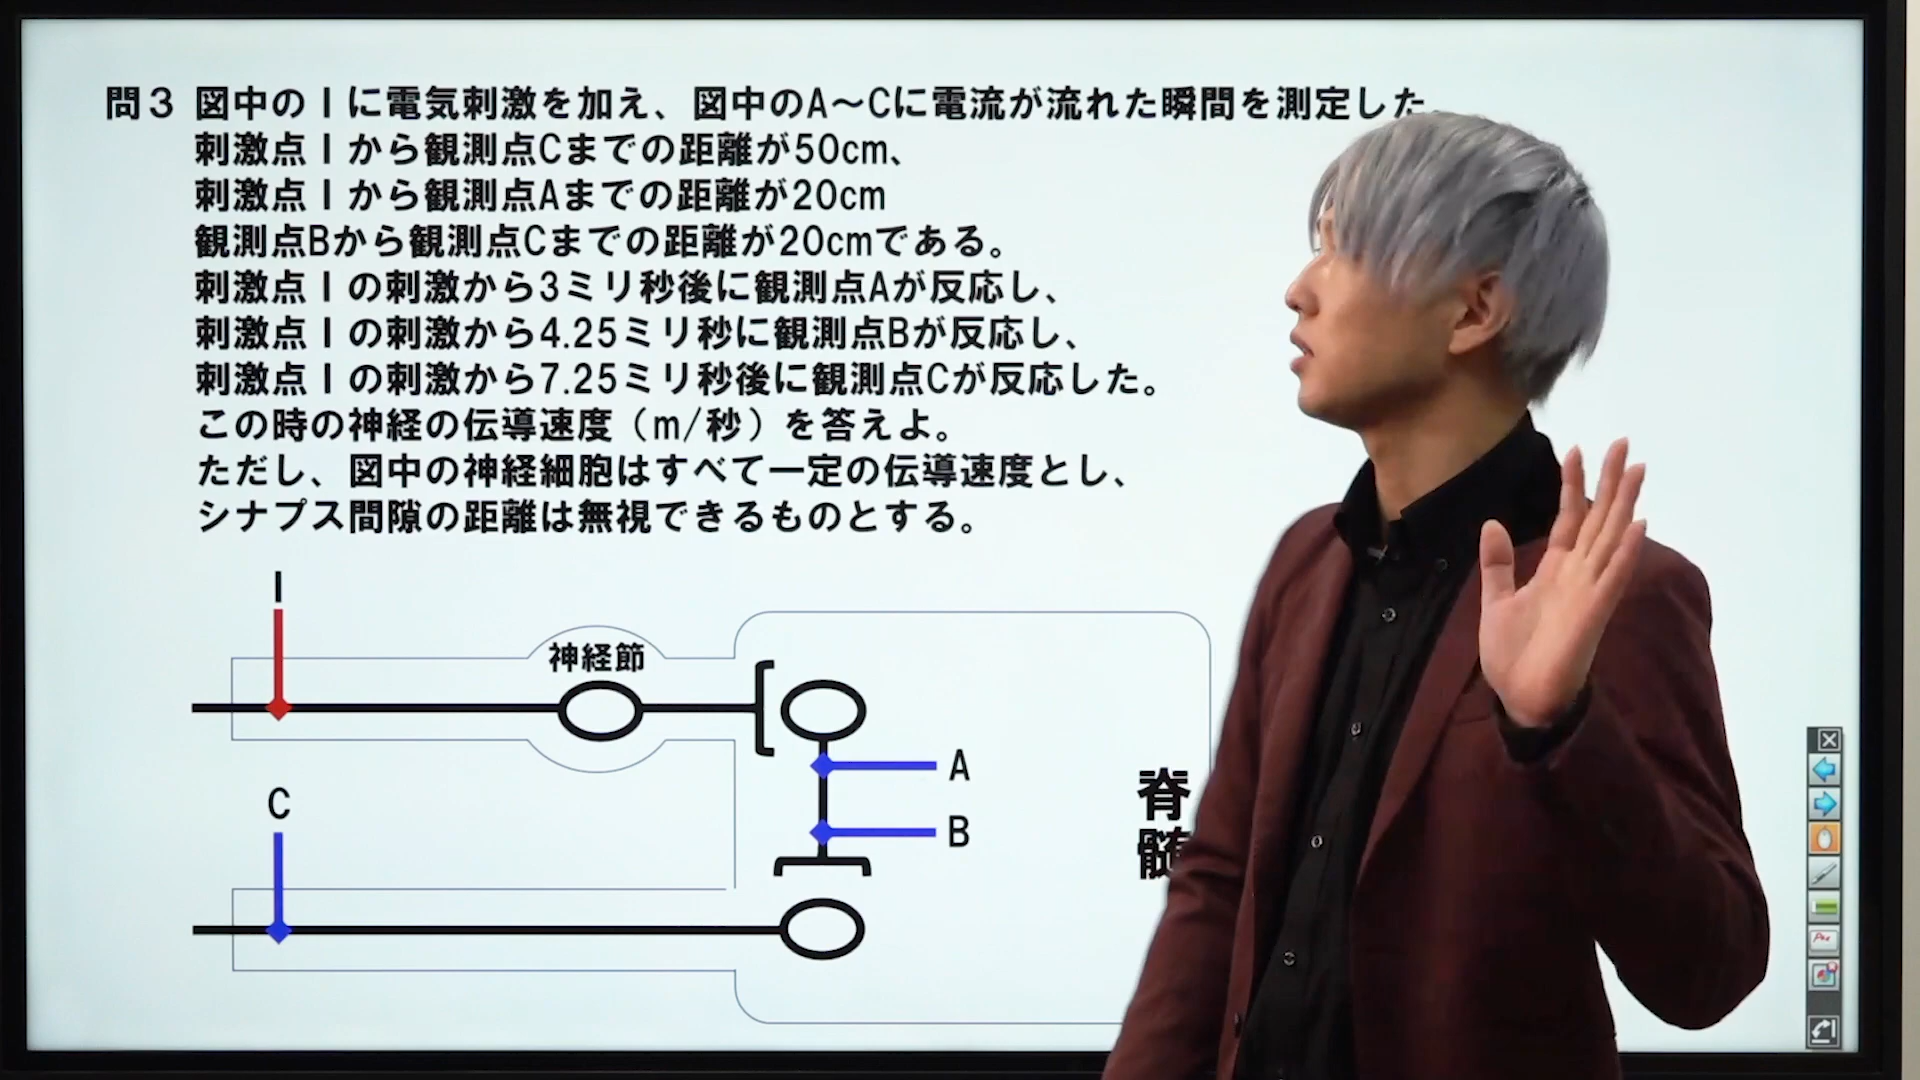 問３ 図中のＩに電気刺激を加え、図中のA～Cに電流が流れた瞬間を測定した。
刺激点Ｉから観測点Cまでの距離が50cm、
刺激点Ｉから観測点Aまでの距離が20cm
観測点Bから観測点Cまでの距離が20cmである。
刺激点Ｉの刺激から3ミリ秒後に観測点Aが反応し、
刺激点Ｉの刺激から4.25ミリ秒に観測点Bが反応し、
刺激点Ｉの刺激から7.25ミリ秒後に観測点Cが反応した。
この時の神経の伝導速度（m/秒）を答えよ。
ただし、図中の神経細胞はすべて一定の伝導速度とし、
シナプス間隙の距離は無視できるものとする。
Ｉ
神経節
A
C
B
脊髄